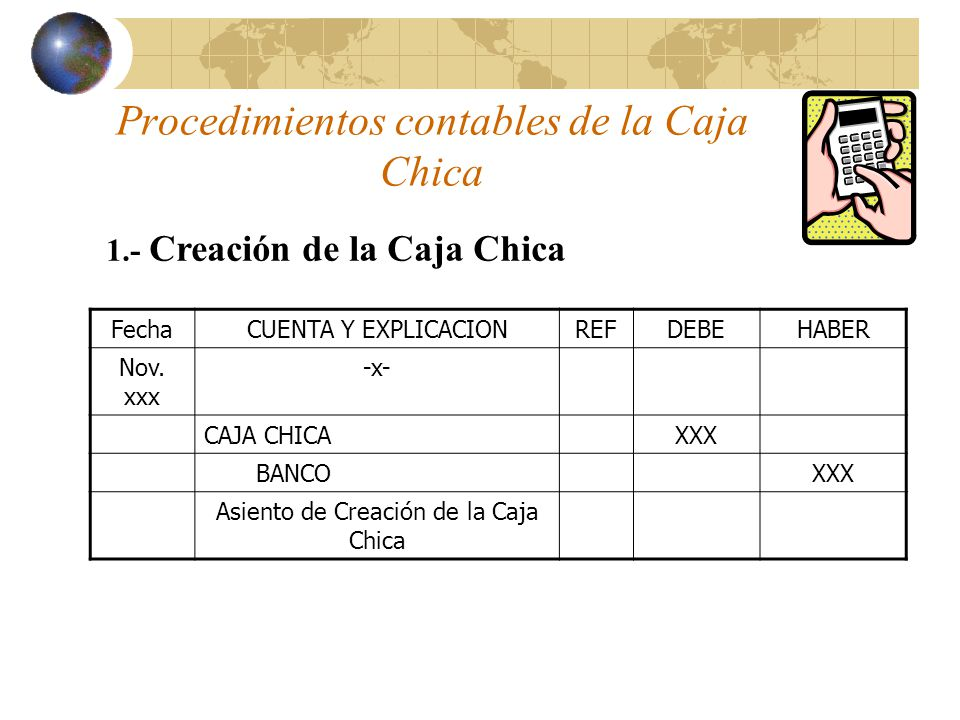 Procedimientos contables de la Caja
Chica
1.- Creación de la Caja Chica
Fecha CUENTA Y EXPLICACION REF DEBE HABER
Nov. -x-
xxx
CAJA CHICA XXX
BANCO XXX
Asiento de Creación de la Caja
Chica